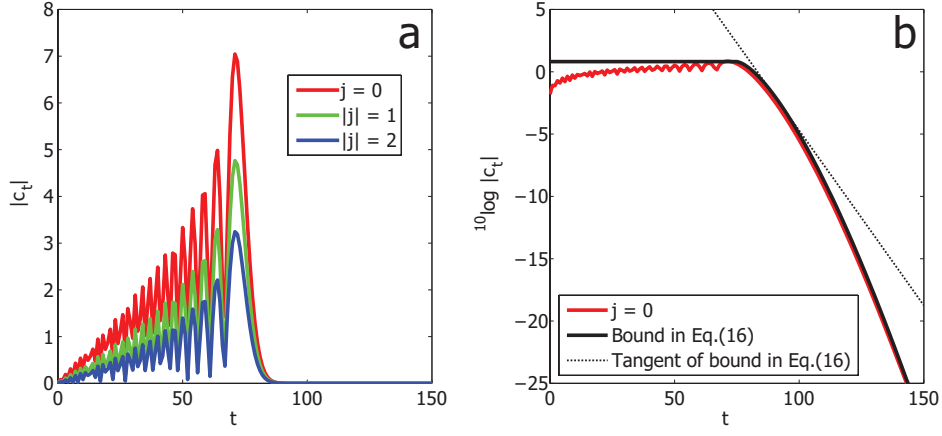 a
|c_t|
8
7
6
5
4
3
2
1
0
j = 0
|j| = 1
|j| = 2
0 50 100 150
t
b
^10log |c_t|
5
0
−5
−10
−15
−20
−25
j = 0
Bound in Eq.(16)
Tangent of bound in Eq.(16)
0 50 100 150
t